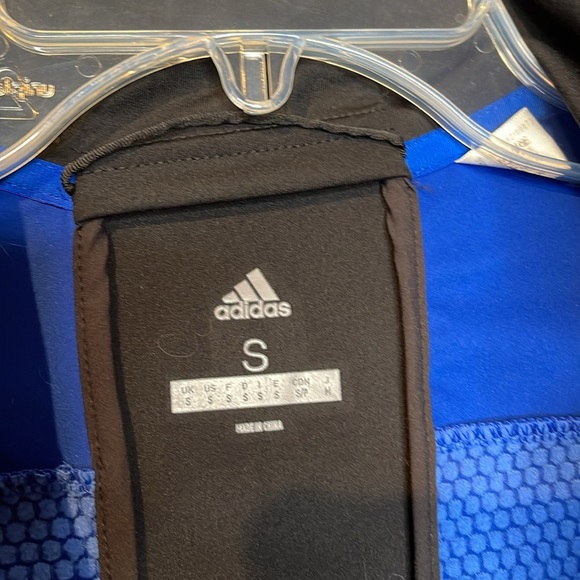 adidas
S
UK US F D I E CDN J
S S S S S S SP M
MADE IN CHINA